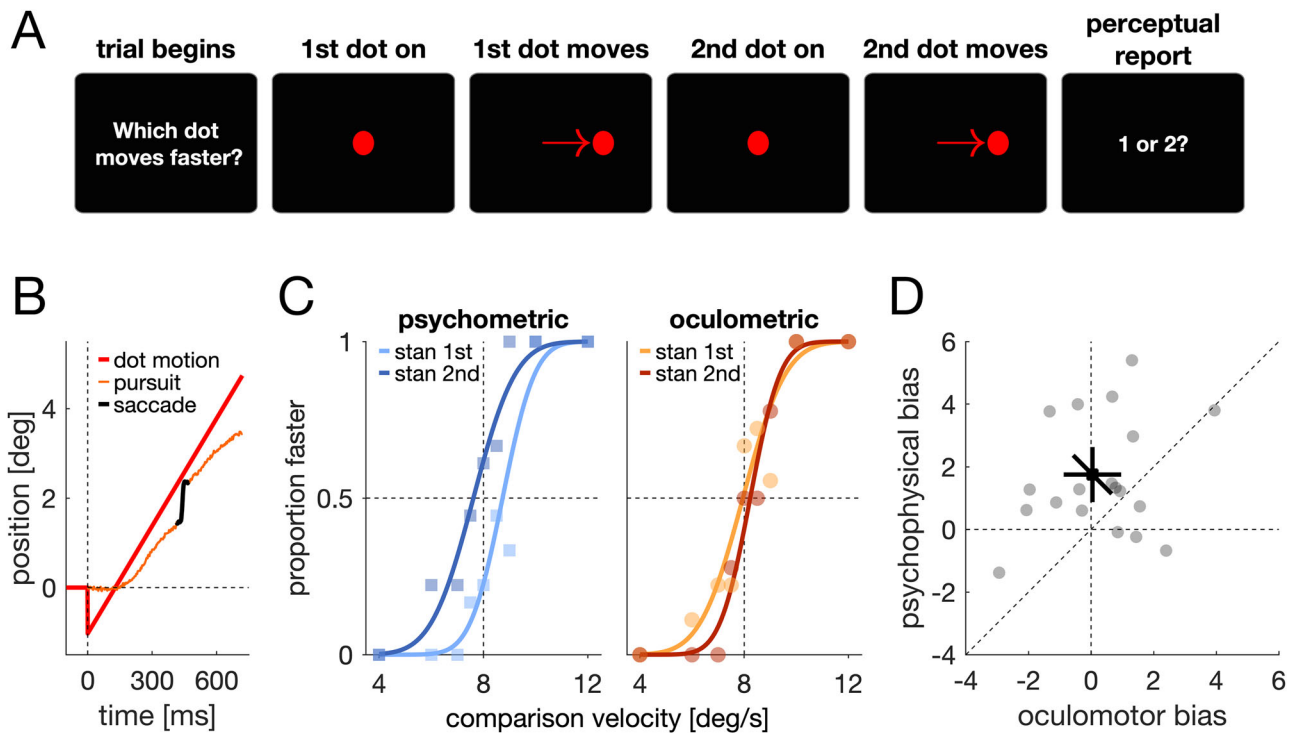 A
trial begins
1st dot on
1st dot moves
2nd dot on
2nd dot moves
perceptual
report
Which dot
moves faster?
1 or 2?
B
dot motion
pursuit
saccade
4
2
0
position [deg]
0 300 600
time [ms]
C
psychometric
stan 1st
stan 2nd
oculometric
stan 1st
stan 2nd
1
0.5
0
proportion faster
4 8 12
4 8 12
comparison velocity [deg/s]
D
6
4
2
0
-2
-4
psychophysical bias
-4 -2 0 2 4 6
oculomotor bias